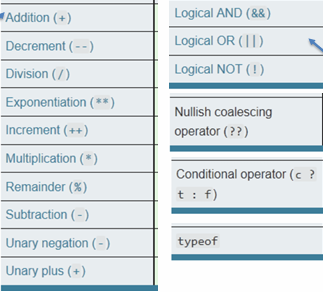 Addition (+)
Decrement (--)
Division (/)
Exponentiation (**)
Increment (++)
Multiplication (*)
Remainder (%)
Subtraction (-)
Unary negation (-)
Unary plus (+)
Logical AND (&&)
Logical OR (||)
Logical NOT (!)
Nullish coalescing
operator (??)
Conditional operator (c ?
t : f)
typeof